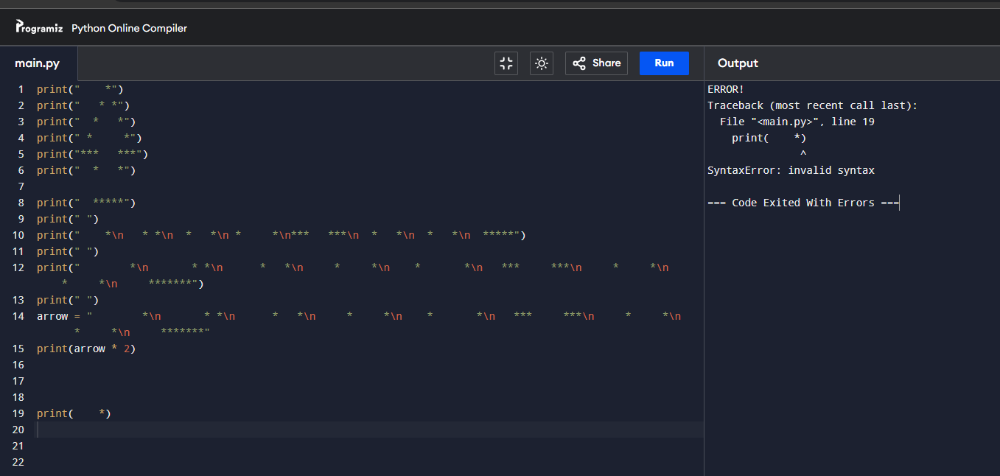 Programiz Python Online Compiler
main.py Share Run Output
1 print("    *")
2 print("   * *")
3 print("  *   *")
4 print(" *     *")
5 print("***   ***")
6 print("  *   *")
7
8 print("  *****")
9 print(" ")
10 print("    *\n   * *\n  *   *\n *     *\n***   ***\n  *   *\n  *   *\n  *****")
11 print(" ")
12 print("        *\n       * *\n      *   *\n     *     *\n    *       *\n   ***     ***\n     *     *\n
    *     *\n     *******")
13 print(" ")
14 arrow = "        *\n       * *\n      *   *\n     *     *\n    *       *\n   ***     ***\n     *     *\n
      *     *\n     *******"
15 print(arrow * 2)
16
17
18
19 print(    *)
20
21
22
ERROR!
Traceback (most recent call last):
  File "<main.py>", line 19
    print(    *)
               ^
SyntaxError: invalid syntax
=== Code Exited With Errors ===